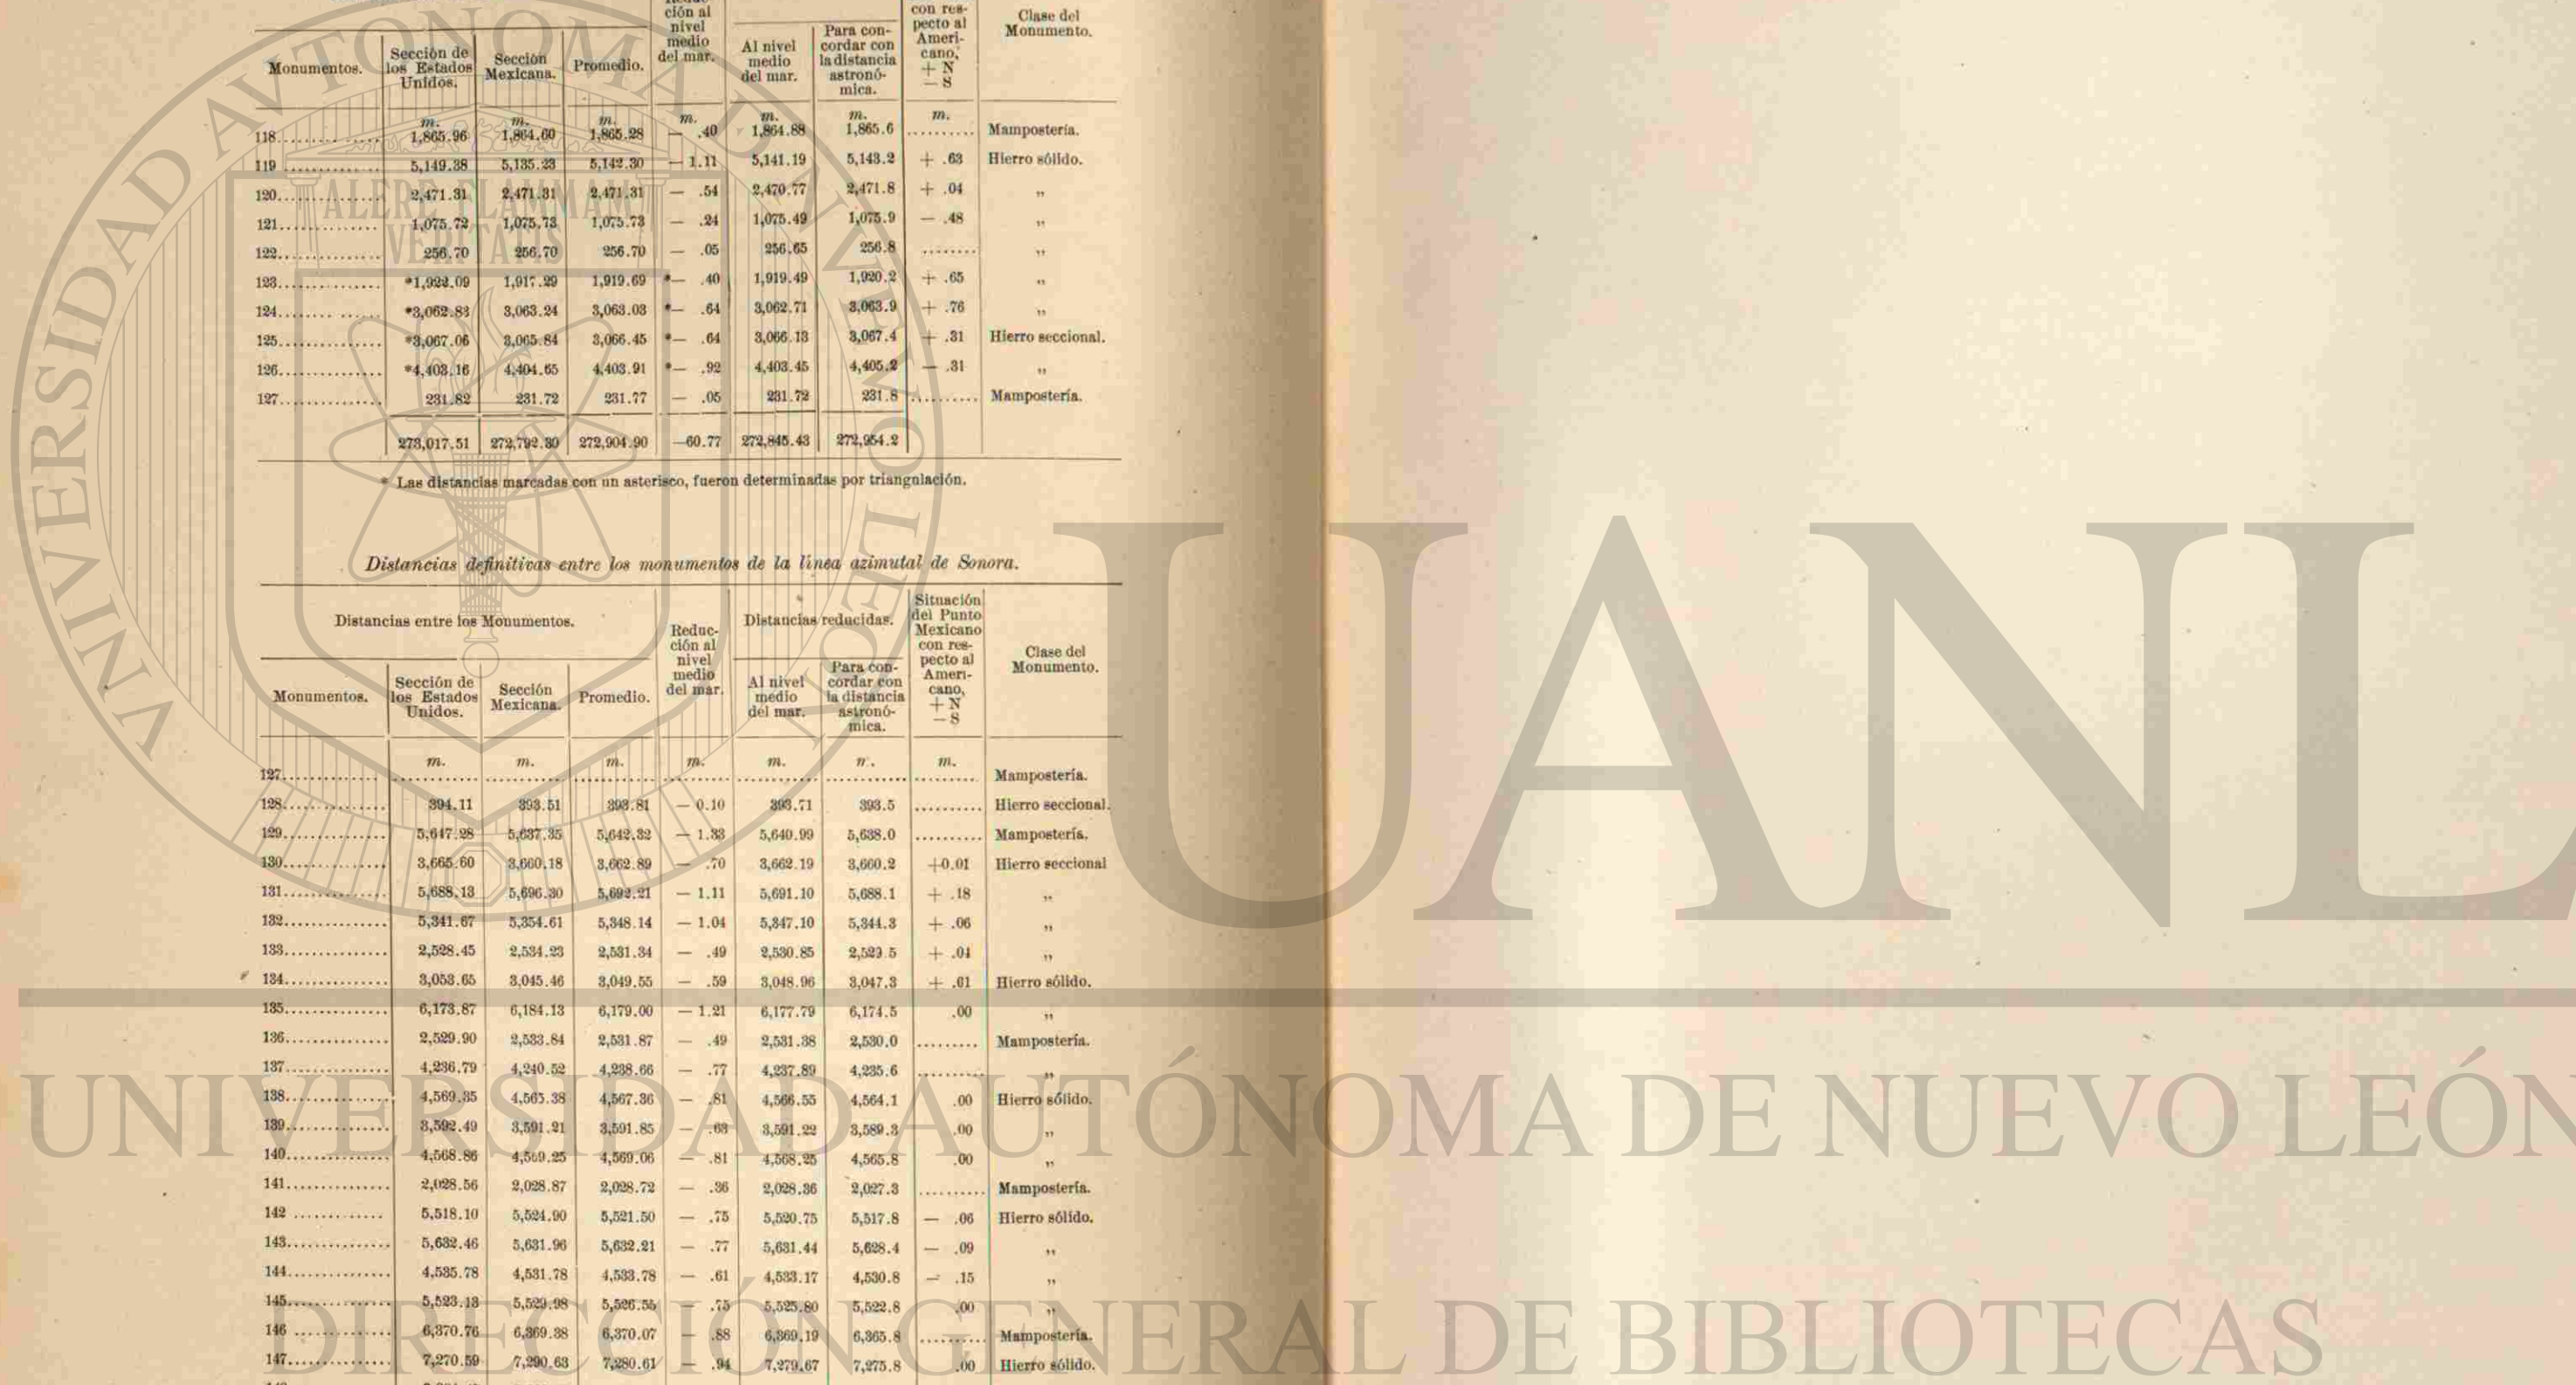 ción al nivel medio del mar.
con respecto al Americano, + N − S
Clase del Monumento.
Monumentos. | Sección de los Estados Unidos. | Sección Mexicana. | Promedio. | Al nivel medio del mar. | Para concordar con la distancia astronómica.
m. m. m. m. m. m. m.
118 1,865.96 1,864.60 1,865.28 — .40 1,864.88 1,865.6 .......... Mampostería.
119 5,149.38 5,135.23 5,142.30 — 1.11 5,141.19 5,143.2 + .63 Hierro sólido.
120 2,471.31 2,471.31 2,471.31 — .54 2,470.77 2,471.8 + .04 ,,
121 1,075.72 1,075.73 1,075.73 — .24 1,075.49 1,075.9 — .48 ,,
122 256.70 256.70 256.70 — .05 256.65 256.8 ........ ,,
123 *1,922.09 1,917.29 1,919.69 *— .40 1,919.49 1,920.2 + .65 ,,
124 *3,062.83 3,063.24 3,063.03 *— .64 3,062.71 3,063.9 + .76 ,,
125 *3,067.06 3,065.84 3,066.45 *— .64 3,066.13 3,067.4 + .31 Hierro seccional.
126 *4,403.16 4,404.65 4,403.91 *— .92 4,403.45 4,405.2 — .31 ,,
127 231.82 231.72 231.77 — .05 231.72 231.8 .......... Mampostería.
273,017.51 272,792.30 272,904.90 —60.77 272,845.43 272,954.2
* Las distancias marcadas con un asterisco, fueron determinadas por triangulación.
Distancias definitivas entre los monumentos de la línea azimutal de Sonora.
Distancias entre los Monumentos. | Reducción al nivel medio del mar. | Distancias reducidas. | Situación del Punto Mexicano con respecto al Americano, + N — S | Clase del Monumento.
Monumentos. | Sección de los Estados Unidos. | Sección Mexicana. | Promedio. | Al nivel medio del mar. | Para concordar con la distancia astronómica.
m. m. m. m. m. m. m.
127 .......... Mampostería.
128 394.11 393.51 393.81 — 0.10 393.71 393.5 .......... Hierro seccional.
129 5,647.28 5,637.35 5,642.32 — 1.33 5,640.99 5,638.0 .......... Mampostería.
130 3,665.60 3,660.18 3,662.89 — .70 3,662.19 3,660.2 +0.01 Hierro seccional
131 5,688.13 5,696.30 5,692.21 — 1.11 5,691.10 5,688.1 + .18 ,,
132 5,341.67 5,354.61 5,348.14 — 1.04 5,347.10 5,344.3 + .06 ,,
133 2,528.45 2,534.23 2,531.34 — .49 2,530.85 2,529.5 + .04 ,,
134 3,053.65 3,045.46 3,049.55 — .59 3,048.96 3,047.3 + .01 Hierro sólido.
135 6,173.87 6,184.13 6,179.00 — 1.21 6,177.79 6,174.5 .00 ,,
136 2,529.90 2,533.84 2,531.87 — .49 2,531.38 2,530.0 ......... Mampostería.
137 4,236.79 4,240.52 4,238.66 — .77 4,237.89 4,235.6 .......... ,,
138 4,569.35 4,565.38 4,567.36 — .81 4,566.55 4,564.1 .00 Hierro sólido.
139 3,592.49 3,591.21 3,591.85 — .63 3,591.22 3,589.3 .00 ,,
140 4,568.86 4,569.25 4,569.06 — .81 4,568.25 4,565.8 .00 ,,
141 2,028.56 2,028.87 2,028.72 — .36 2,028.36 2,027.3 .......... Mampostería.
142 5,518.10 5,524.90 5,521.50 — .75 5,520.75 5,517.8 — .06 Hierro sólido.
143 5,632.46 5,631.96 5,632.21 — .77 5,631.44 5,628.4 — .09 ,,
144 4,535.78 4,531.78 4,533.78 — .61 4,533.17 4,530.8 — .15 ,,
145 5,523.13 5,529.98 5,526.55 — .75 5,525.80 5,522.8 .00 ,,
146 6,370.76 6,369.38 6,370.07 — .88 6,369.19 6,365.8 .......... Mampostería.
147 7,270.59 7,290.63 7,280.61 — .94 7,279.67 7,275.8 .00 Hierro sólido.
UNIVERSIDAD AUTONOMA DE NUEVO LEON
ALERE FLAMMAM
VERITATIS
UANL
UNIVERSIDAD AUTÓNOMA DE NUEVO LEÓN
DIRECCIÓN GENERAL DE BIBLIOTECAS